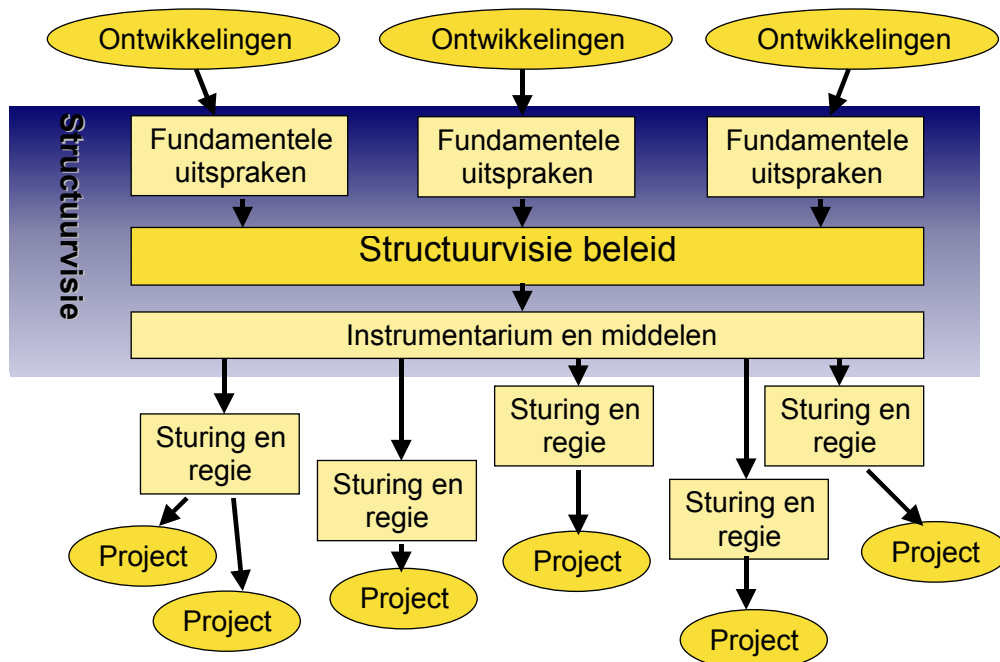 Ontwikkelingen
Ontwikkelingen
Ontwikkelingen
Structuurvisie
Fundamentele
uitspraken
Fundamentele
uitspraken
Fundamentele
uitspraken
Structuurvisie beleid
Instrumentarium en middelen
Sturing en
regie
Sturing en
regie
Sturing en
regie
Sturing en
regie
Sturing en
regie
Project
Project
Project
Project
Project
Project